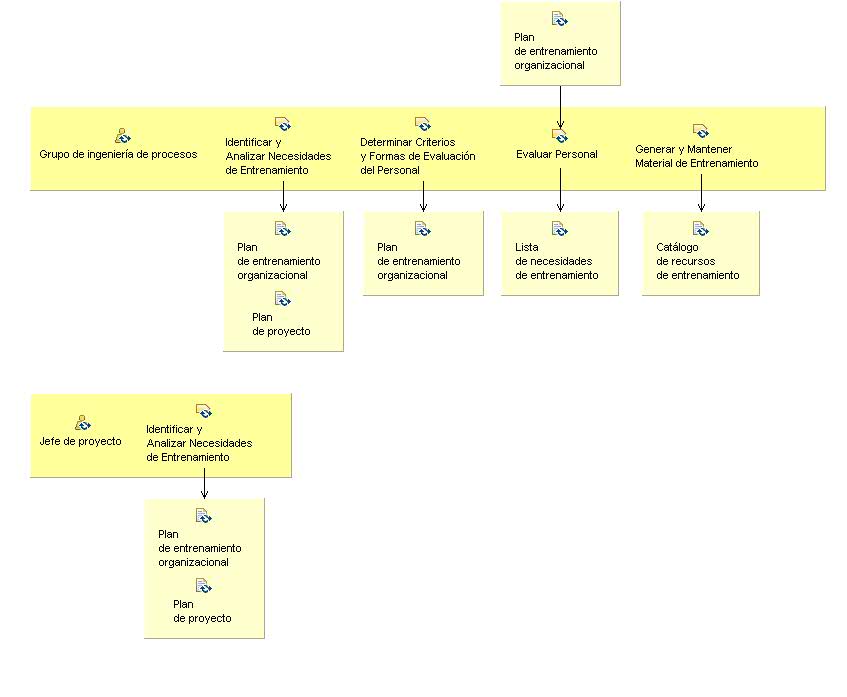 Plan
de entrenamiento
organizacional
Grupo de ingeniería de procesos
Identificar y
Analizar Necesidades
de Entrenamiento
Determinar Criterios
y Formas de Evaluación
del Personal
Evaluar Personal
Generar y Mantener
Material de Entrenamiento
Plan
de entrenamiento
organizacional
Plan
de proyecto
Plan
de entrenamiento
organizacional
Lista
de necesidades
de entrenamiento
Catálogo
de recursos
de entrenamiento
Jefe de proyecto
Identificar y
Analizar Necesidades
de Entrenamiento
Plan
de entrenamiento
organizacional
Plan
de proyecto